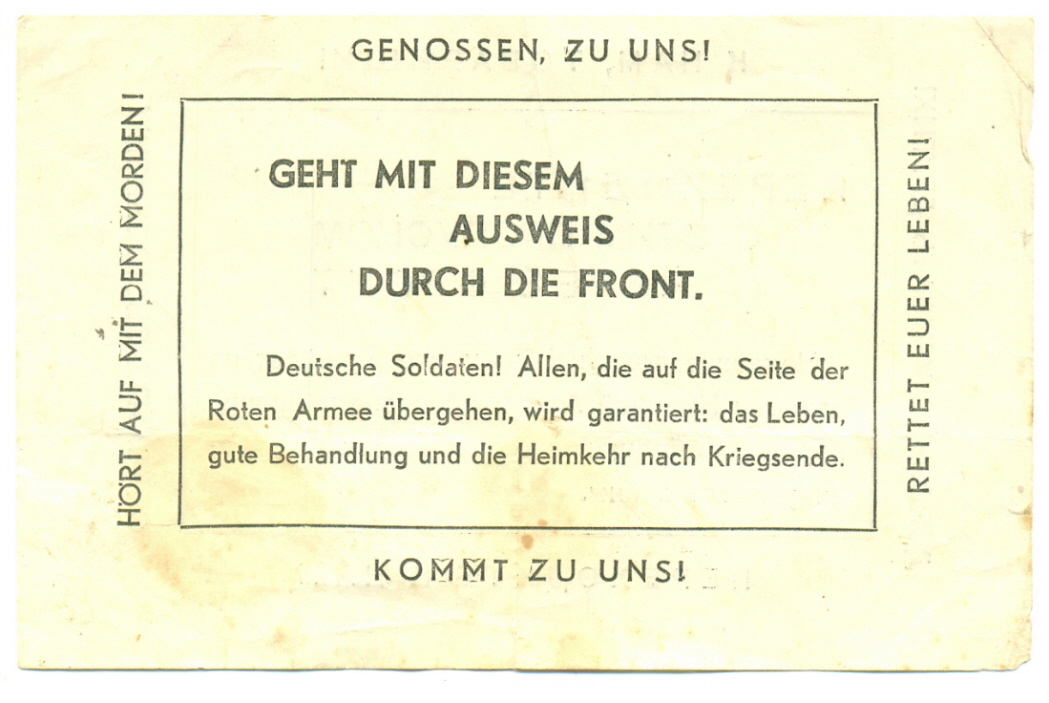 GENOSSEN, ZU UNS!
HÖRT AUF MIT DEM MORDEN!
GEHT MIT DIESEM
AUSWEIS
DURCH DIE FRONT.
Deutsche Soldaten! Allen, die auf die Seite der
Roten Armee übergehen, wird garantiert: das Leben,
gute Behandlung und die Heimkehr nach Kriegsende.
RETTET EUER LEBEN!
KOMMT ZU UNS!